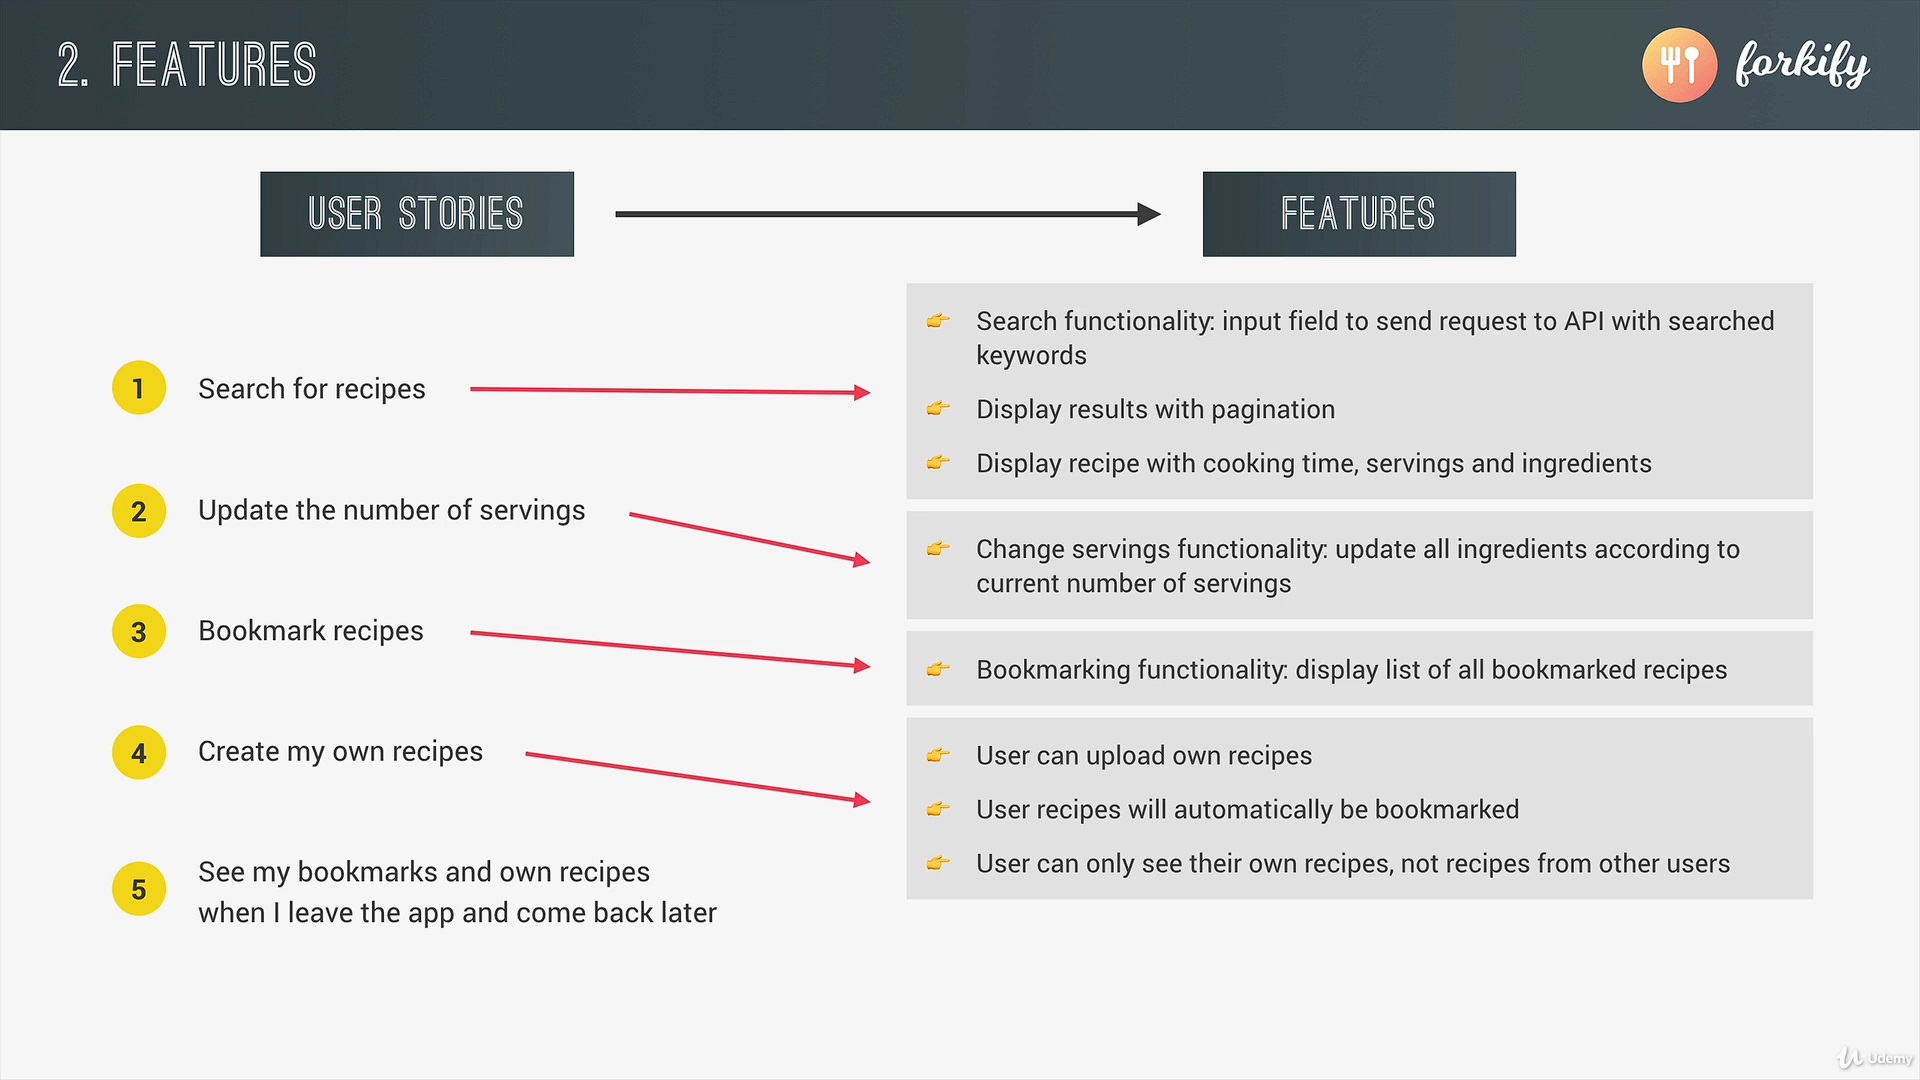 2. FEATURES
forkify
USER STORIES
FEATURES
1 Search for recipes
2 Update the number of servings
3 Bookmark recipes
4 Create my own recipes
5 See my bookmarks and own recipes
when I leave the app and come back later
Search functionality: input field to send request to API with searched
keywords
Display results with pagination
Display recipe with cooking time, servings and ingredients
Change servings functionality: update all ingredients according to
current number of servings
Bookmarking functionality: display list of all bookmarked recipes
User can upload own recipes
User recipes will automatically be bookmarked
User can only see their own recipes, not recipes from other users
Udemy